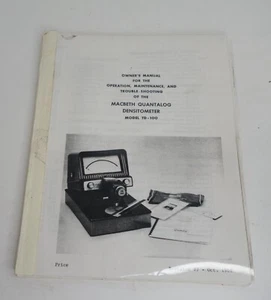 OWNER'S MANUAL
FOR THE
OPERATION, MAINTENANCE, AND
TROUBLE SHOOTING
OF THE
MACBETH QUANTALOG
DENSITOMETER
MODEL TD-100